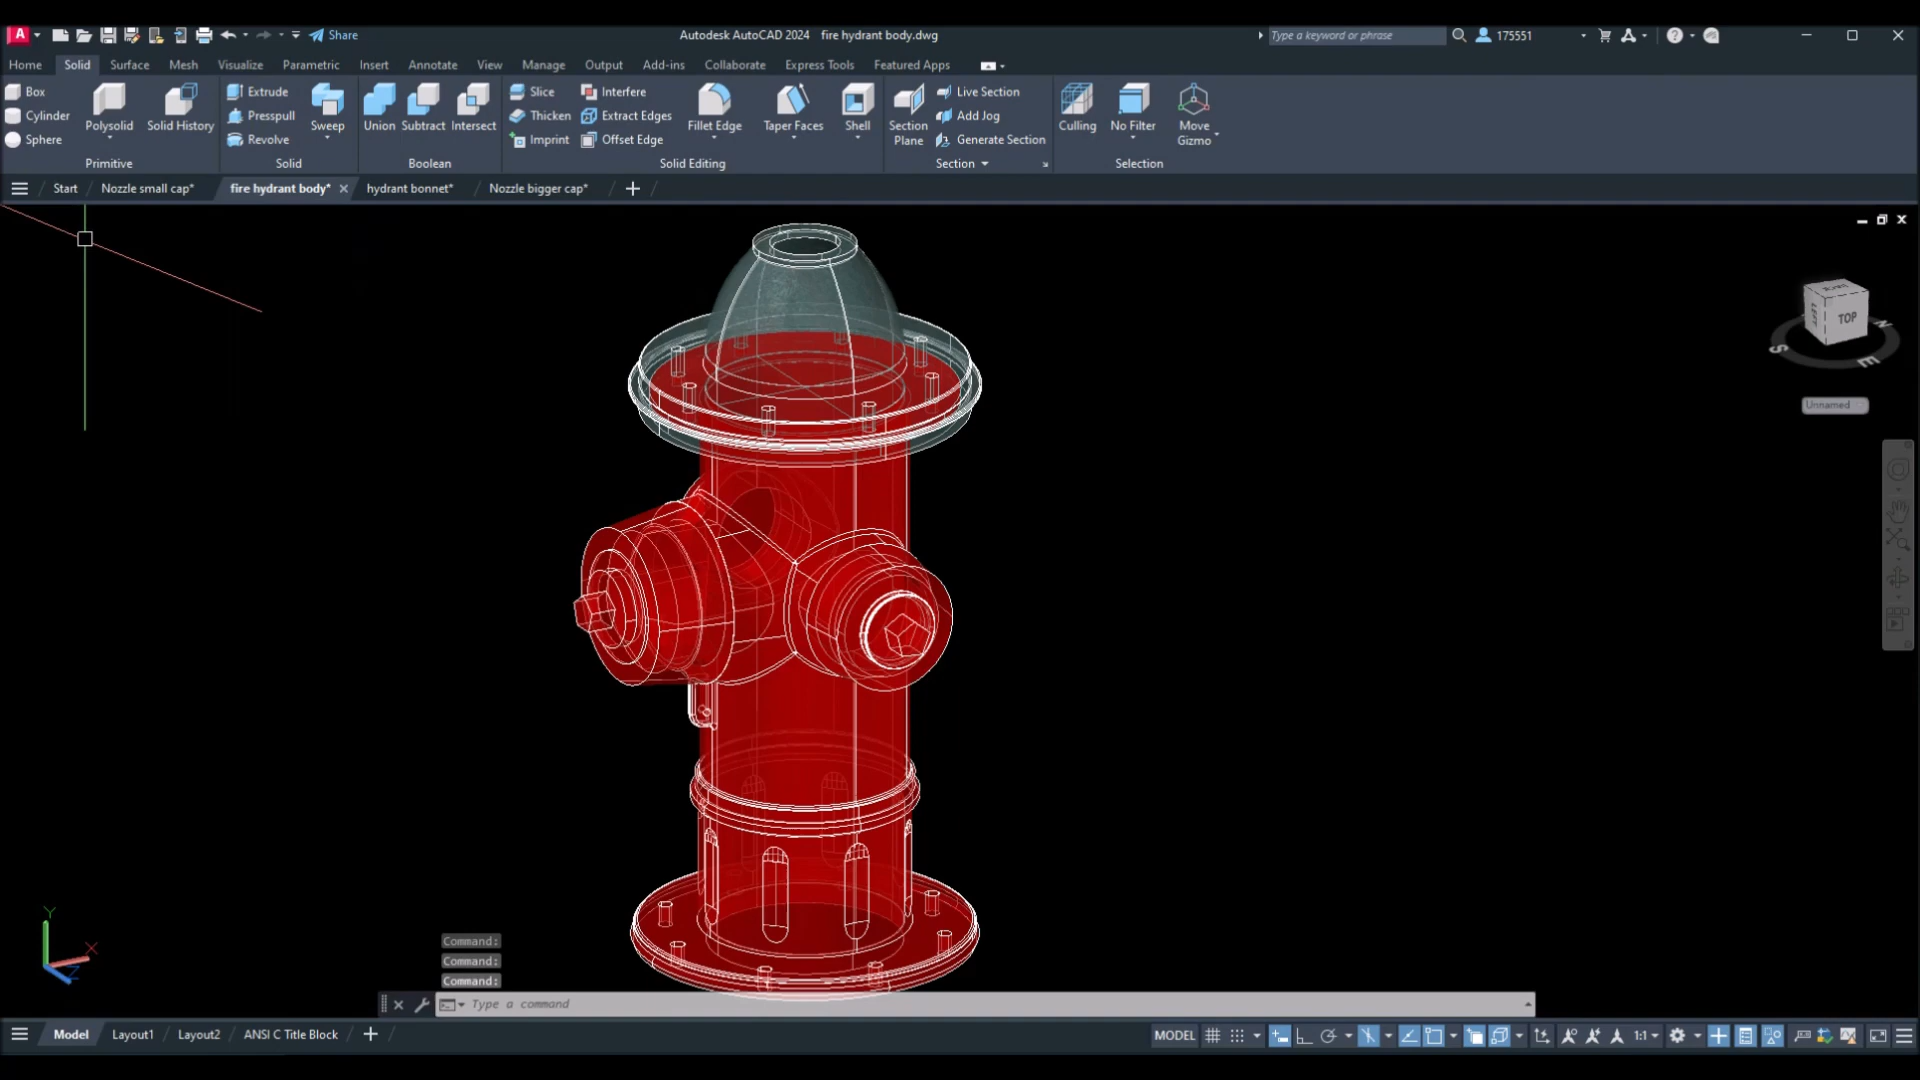 A Share Autodesk AutoCAD 2024 fire hydrant body.dwg Type a keyword or phrase 175551
Home Solid Surface Mesh Visualize Parametric Insert Annotate View Manage Output Add-ins Collaborate Express Tools Featured Apps
Box Extrude Slice Interfere Live Section
Cylinder Presspull Thicken Extract Edges Add Jog
Polysolid Solid History Sweep Union Subtract Intersect Fillet Edge Taper Faces Shell Section Plane Culling No Filter Move Gizmo
Sphere Revolve Imprint Offset Edge Generate Section
Primitive Solid Boolean Solid Editing Section Selection
Start Nozzle small cap* fire hydrant body* hydrant bonnet* Nozzle bigger cap*
LEFT TOP
N
S E
Unnamed
Y
X
Z
Command:
Command:
Command:
Type a command
Model Layout1 Layout2 ANSI C Title Block MODEL 1:1